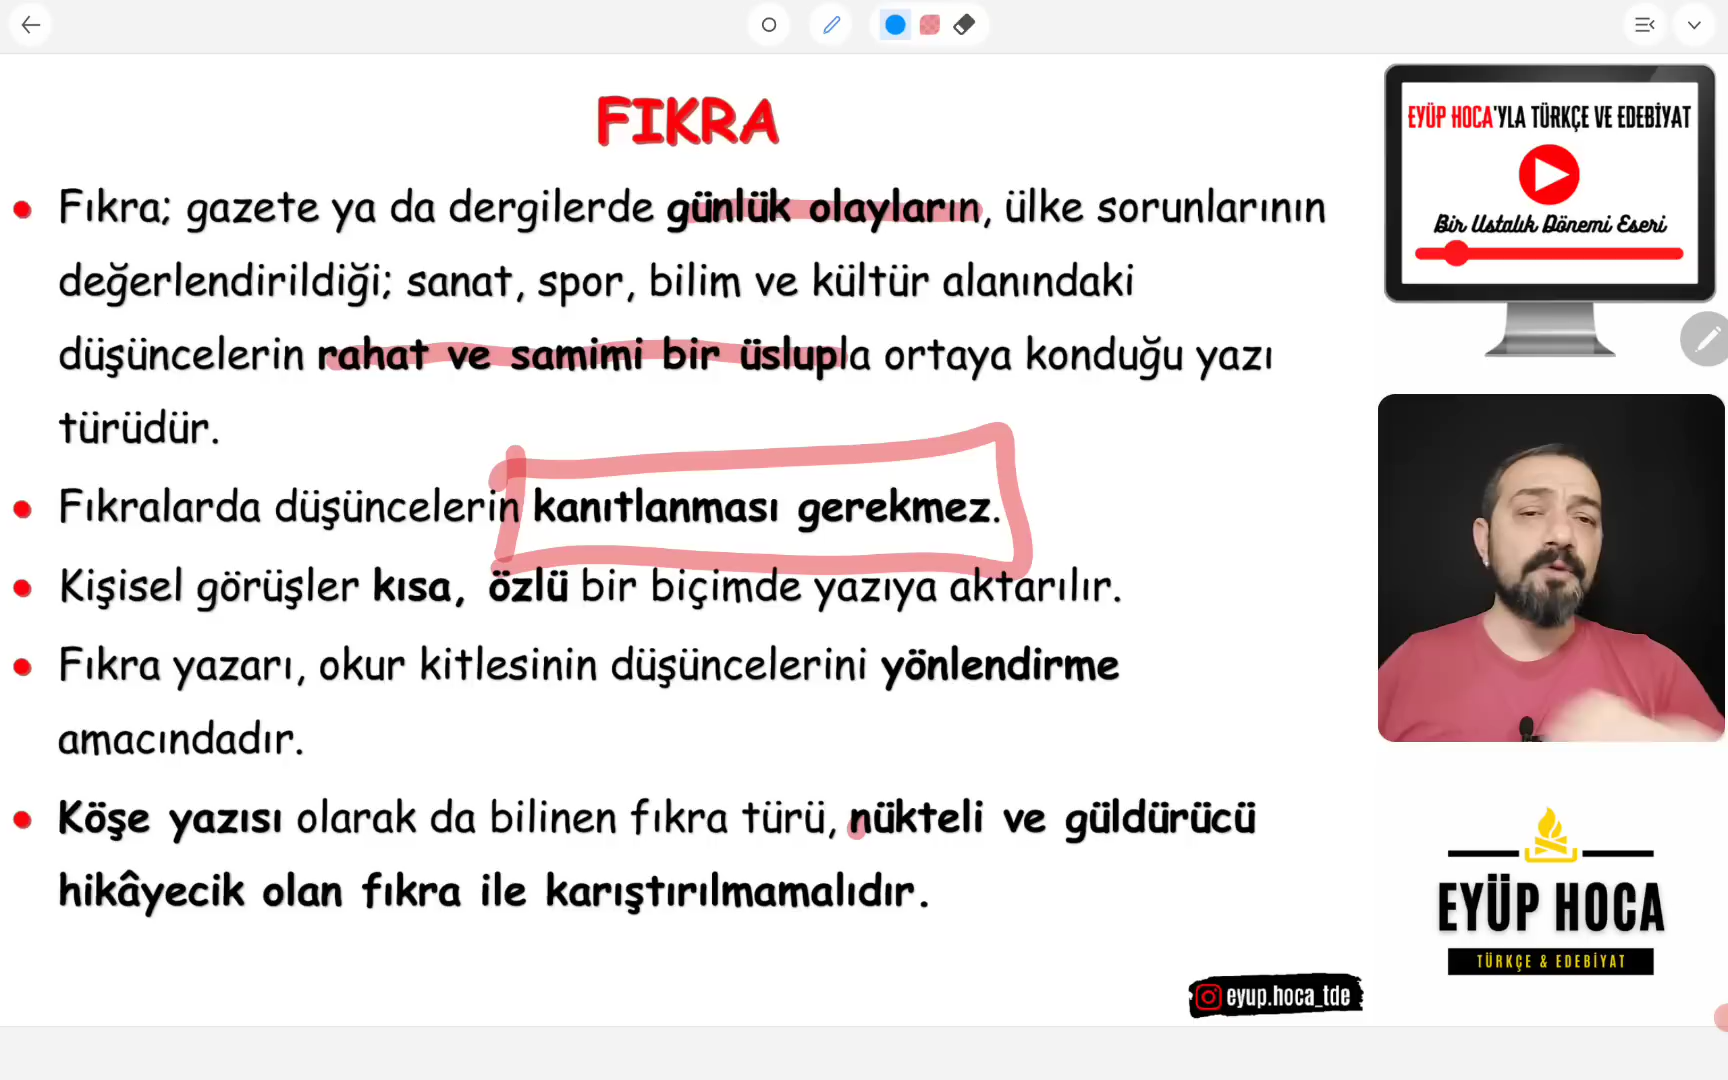 FIKRA
Fıkra; gazete ya da dergilerde günlük olayların, ülke sorunlarının
değerlendirildiği; sanat, spor, bilim ve kültür alanındaki
düşüncelerin rahat ve samimi bir üslupla ortaya konduğu yazı
türüdür.
Fıkralarda düşüncelerin kanıtlanması gerekmez.
Kişisel görüşler kısa, özlü bir biçimde yazıya aktarılır.
Fıkra yazarı, okur kitlesinin düşüncelerini yönlendirme
amacındadır.
Köşe yazısı olarak da bilinen fıkra türü, nükteli ve güldürücü
hikâyecik olan fıkra ile karıştırılmamalıdır.
EYÜP HOCA'YLA TÜRKÇE VE EDEBİYAT
Bir Ustalık Dönemi Eseri
EYÜP HOCA
TÜRKÇE & EDEBİYAT
eyup.hoca_tde